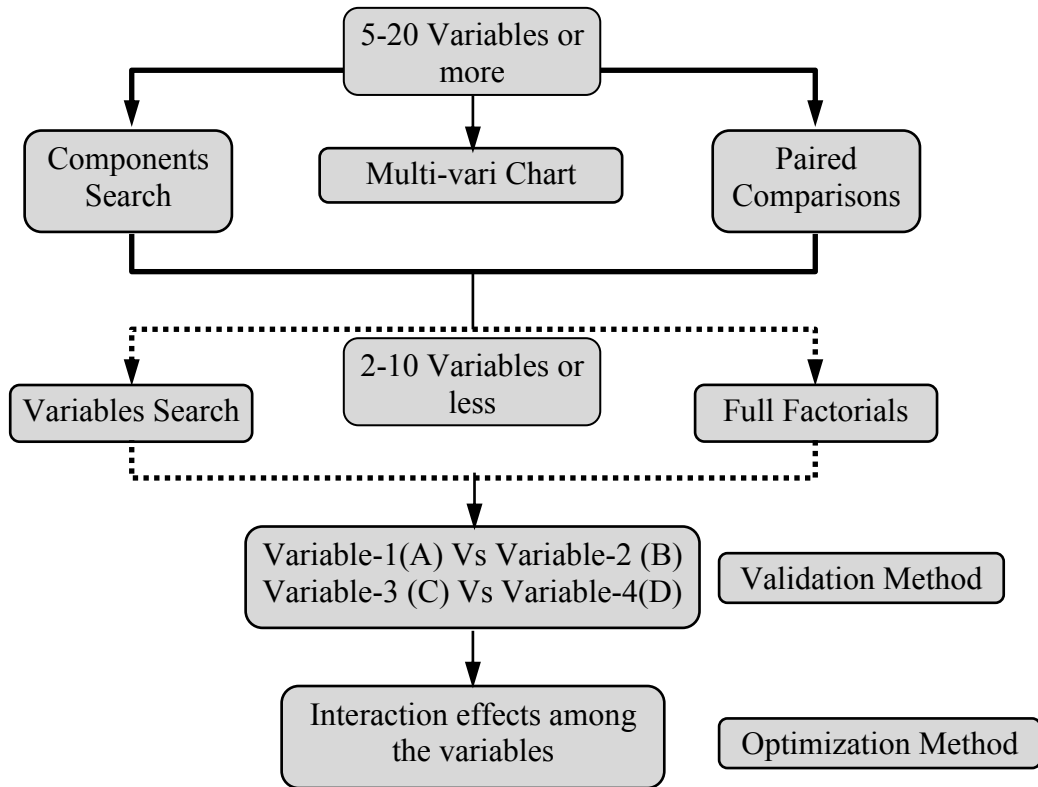 5-20 Variables or
more
Components
Search
Multi-vari Chart
Paired
Comparisons
2-10 Variables or
less
Variables Search
Full Factorials
Variable-1(A) Vs Variable-2 (B)
Variable-3 (C) Vs Variable-4(D)
Validation Method
Interaction effects among
the variables
Optimization Method